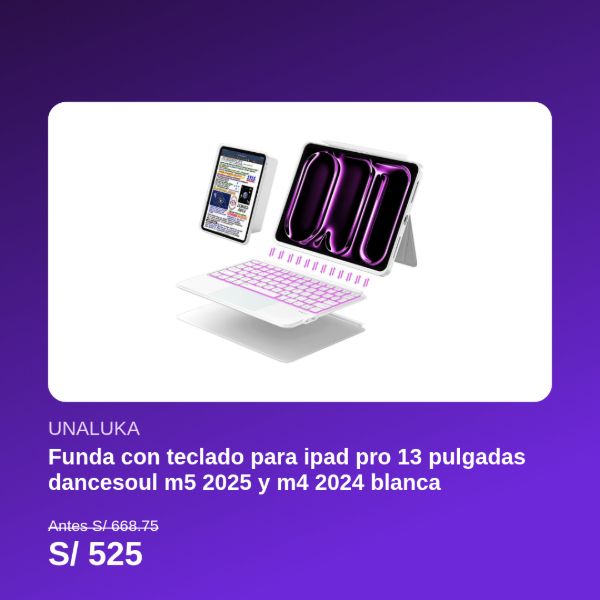 UNALUKA
Funda con teclado para ipad pro 13 pulgadas
dancesoul m5 2025 y m4 2024 blanca
Antes S/ 668.75
S/ 525